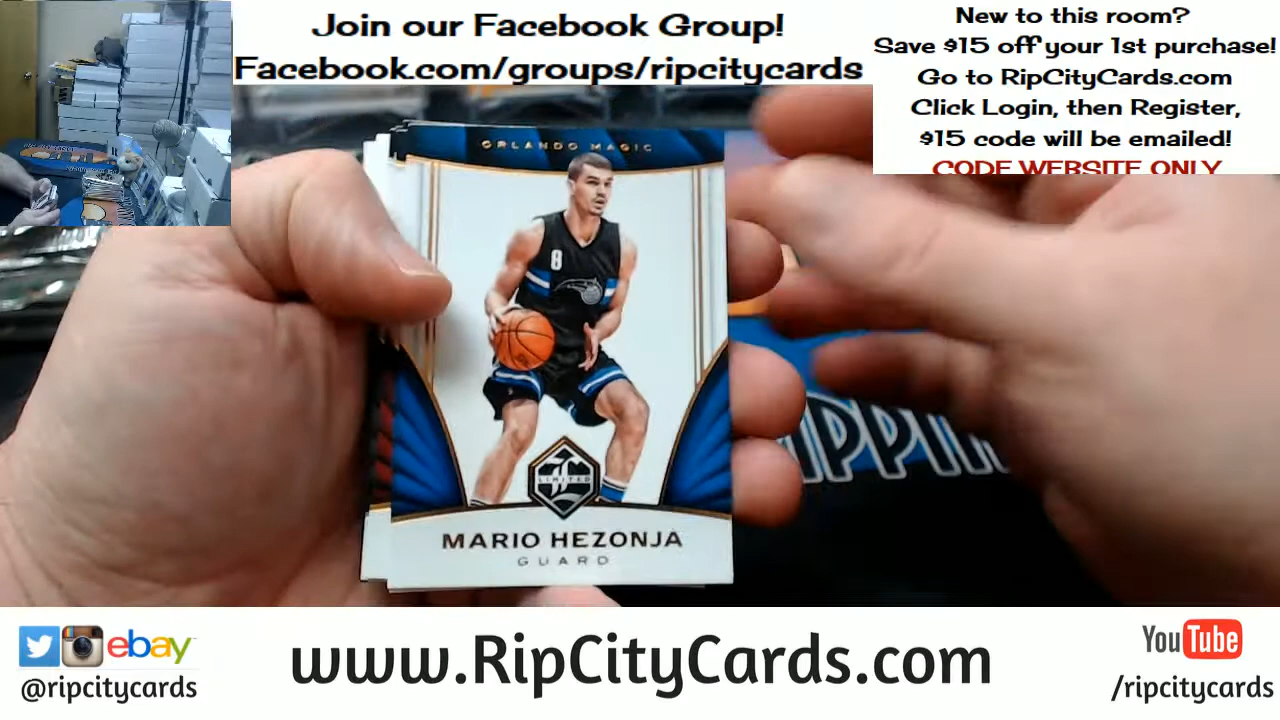 Join our Facebook Group!
Facebook.com/groups/ripcitycards
New to this room?
Save $15 off your 1st purchase!
Go to RipCityCards.com
Click Login, then Register,
$15 code will be emailed!
CODE WEBSITE ONLY
ORLANDO MAGIC
8
LIMITED
MARIO HEZONJA
GUARD
ebay
@ripcitycards
www.RipCityCards.com
YouTube
/ripcitycards